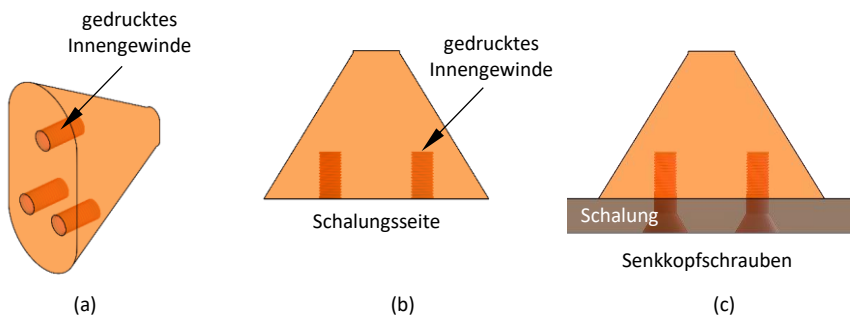 gedrucktes
Innengewinde
gedrucktes
Innengewinde
Schalungsseite
Schalung
Senkkopfschrauben
(a)
(b)
(c)